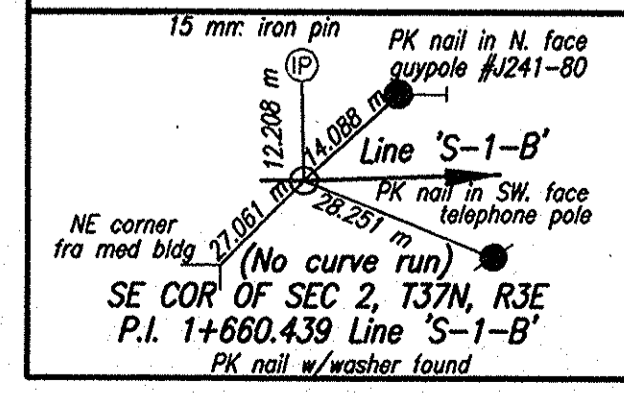 15 mm iron pin
PK nail in N. face
guypole #J241-80
IP
12.208 m
14.088 m
Line 'S-1-B'
PK nail in SW. face
telephone pole
28.251 m
27.061 m
NE corner
fra med bldg
(No curve run)
SE COR OF SEC 2, T37N, R3E
P.I. 1+660.439 Line 'S-1-B'
PK nail w/washer found